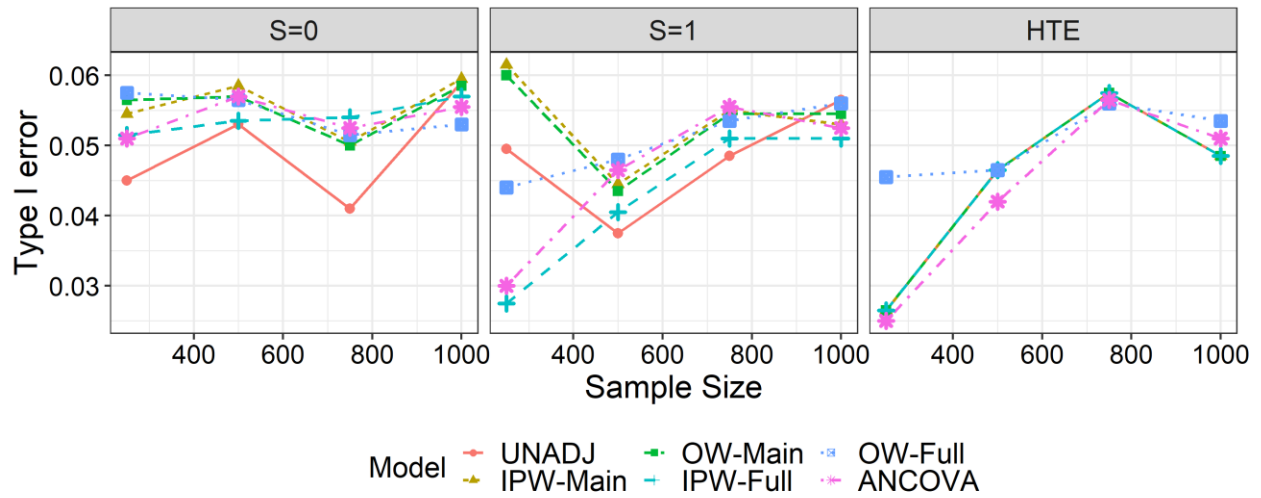 S=0 S=1 HTE
0.06
0.05
0.04
0.03
Type I error
400 600 800 1000 400 600 800 1000 400 600 800 1000
Sample Size
Model UNADJ OW-Main OW-Full
IPW-Main IPW-Full ANCOVA